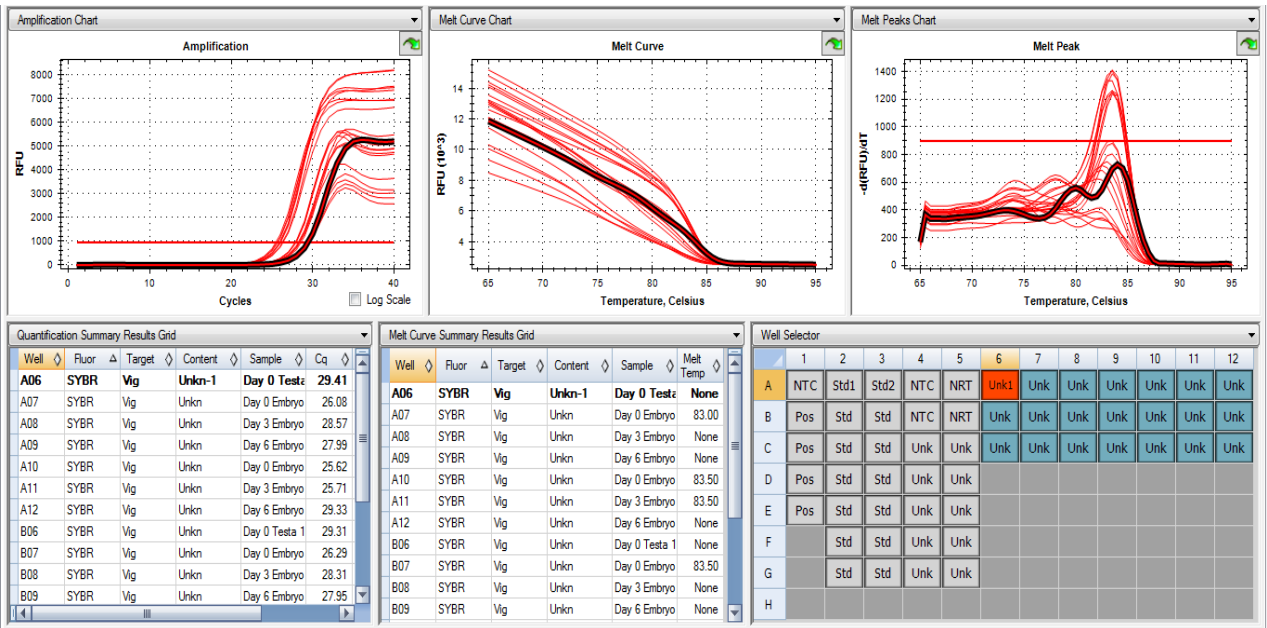 Amplification Chart
Amplification
8000
7000
6000
5000
4000
3000
2000
1000
0
RFU
0 10 20 30 40
Cycles
Log Scale
Melt Curve Chart
Melt Curve
14
12
10
8
6
4
RFU (10^3)
65 70 75 80 85 90 95
Temperature, Celsius
Melt Peaks Chart
Melt Peak
1400
1200
1000
800
600
400
200
0
-d(RFU)/dT
65 70 75 80 85 90 95
Temperature, Celsius
Quantification Summary Results Grid
Well Fluor Target Content Sample Cq
A06 SYBR Vig Unkn-1 Day 0 Testa 29.41
A07 SYBR Vig Unkn Day 0 Embryo 26.08
A08 SYBR Vig Unkn Day 3 Embryo 28.57
A09 SYBR Vig Unkn Day 6 Embryo 27.99
A10 SYBR Vig Unkn Day 0 Embryo 25.62
A11 SYBR Vig Unkn Day 3 Embryo 25.71
A12 SYBR Vig Unkn Day 6 Embryo 29.33
B06 SYBR Vig Unkn Day 0 Testa 1 29.31
B07 SYBR Vig Unkn Day 0 Embryo 26.29
B08 SYBR Vig Unkn Day 3 Embryo 28.31
B09 SYBR Vig Unkn Day 6 Embryo 27.95
Melt Curve Summary Results Grid
Well Fluor Target Content Sample Melt Temp
A06 SYBR Vig Unkn-1 Day 0 Testa None
A07 SYBR Vig Unkn Day 0 Embryo 83.00
A08 SYBR Vig Unkn Day 3 Embryo None
A09 SYBR Vig Unkn Day 6 Embryo None
A10 SYBR Vig Unkn Day 0 Embryo 83.50
A11 SYBR Vig Unkn Day 3 Embryo 83.50
A12 SYBR Vig Unkn Day 6 Embryo None
B06 SYBR Vig Unkn Day 0 Testa 1 None
B07 SYBR Vig Unkn Day 0 Embryo 83.50
B08 SYBR Vig Unkn Day 3 Embryo None
B09 SYBR Vig Unkn Day 6 Embryo None
Well Selector
1 2 3 4 5 6 7 8 9 10 11 12
A NTC Std1 Std2 NTC NRT Unk1 Unk Unk Unk Unk Unk Unk
B Pos Std Std NTC NRT Unk Unk Unk Unk Unk Unk Unk
C Pos Std Std Unk Unk Unk Unk Unk Unk Unk Unk Unk
D Pos Std Std Unk Unk
E Pos Std Std Unk Unk
F Std Std Unk Unk
G Std Std Unk Unk
H